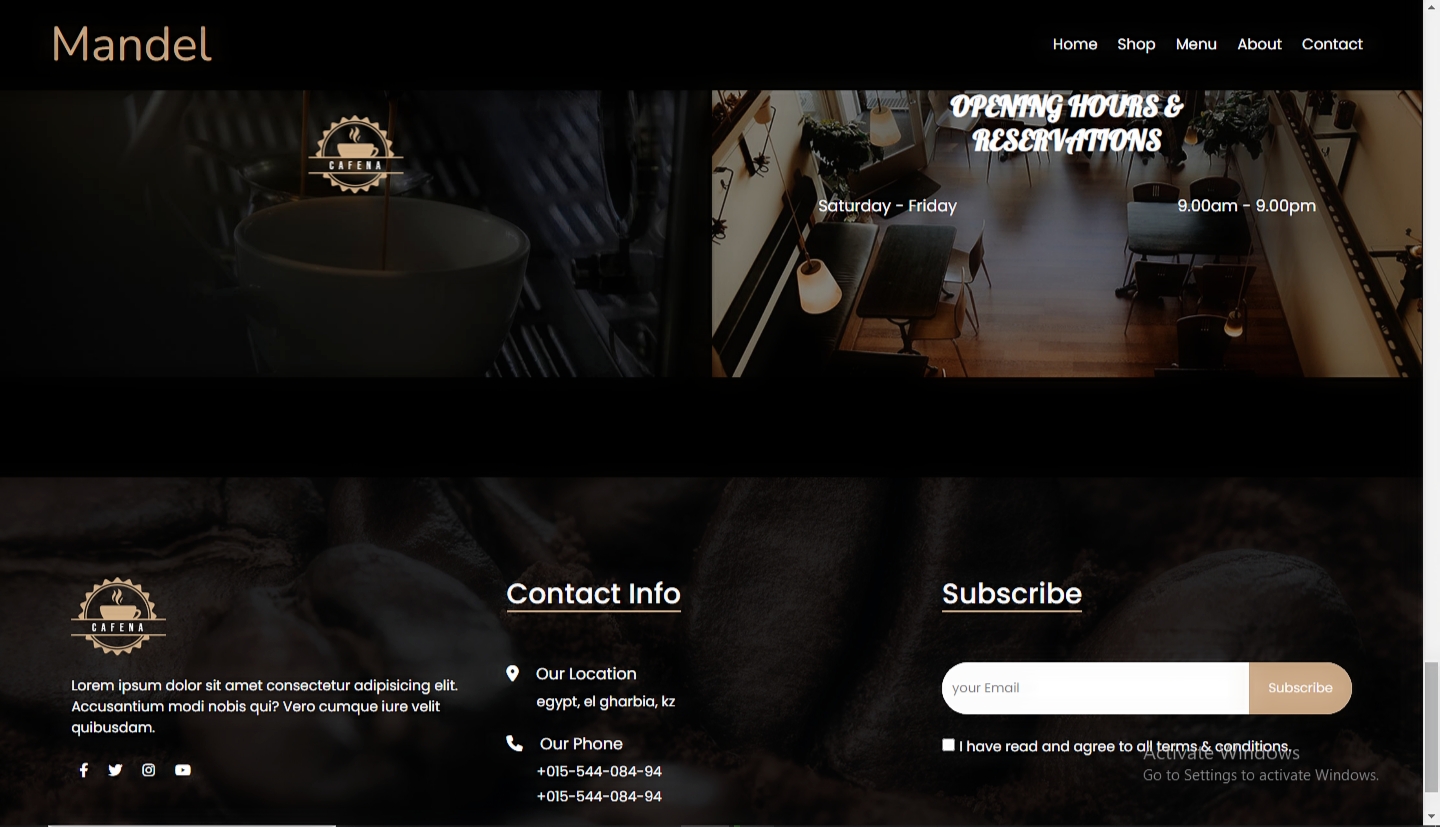 Mandel
Home Shop Menu About Contact
CAFENA
OPENING HOURS &
RESERVATIONS
Saturday - Friday 9.00am - 9.00pm
CAFENA
Lorem ipsum dolor sit amet consectetur adipisicing elit.
Accusantium modi nobis qui? Vero cumque iure velit
quibusdam.
Contact Info
Our Location
egypt, el gharbia, kz
Our Phone
+015-544-084-94
+015-544-084-94
Subscribe
your Email Subscribe
I have read and agree to all terms & conditions.
Activate Windows
Go to Settings to activate Windows.